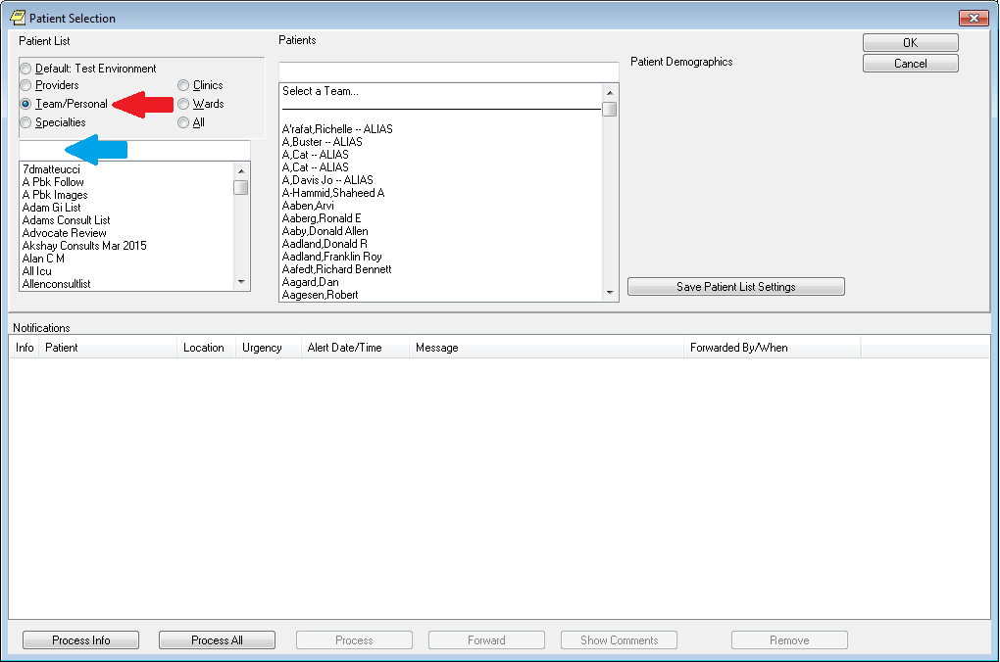 Patient Selection
Patient List
Default: Test Environment
Providers
Clinics
Team/Personal
Wards
Specialties
All
7dmatteucci
A Pbk Follow
A Pbk Images
Adam Gi List
Adams Consult List
Advocate Review
Akshay Consults Mar 2015
Alan C M
All Icu
Allenconsultlist
Patients
Select a Team...
A'rafat,Richelle -- ALIAS
A,Buster -- ALIAS
A,Cat -- ALIAS
A,Cat -- ALIAS
A,Davis Jo -- ALIAS
A-Hammid,Shaheed A
Aaben,Arvi
Aaberg,Ronald E
Aaby,Donald Allen
Aadland,Donald R
Aadland,Franklin Roy
Aafedt,Richard Bennett
Aagard,Dan
Aagesen,Robert
Patient Demographics
OK
Cancel
Save Patient List Settings
Notifications
Info Patient Location Urgency Alert Date/Time Message Forwarded By/When
Process Info Process All Process Forward Show Comments Remove